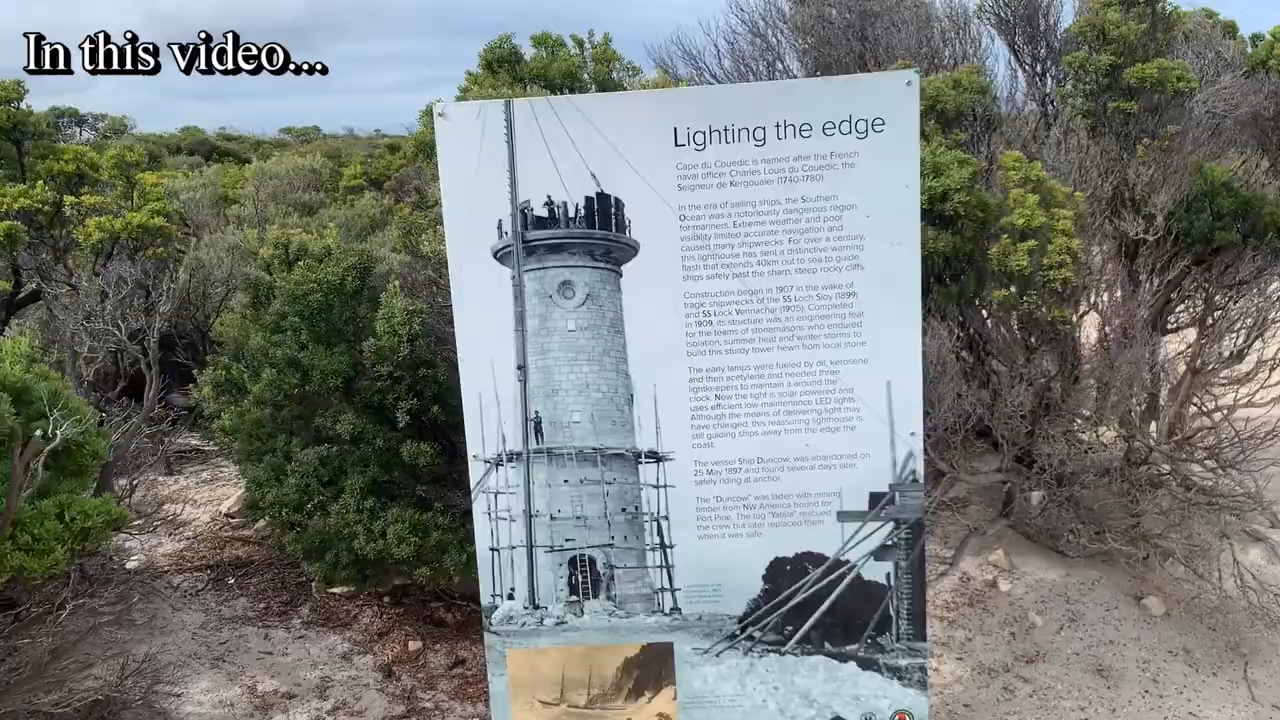 In this video...
Lighting the edge
Cape du Couedic is named after the French
naval officer Charles Louis du Couedic, the
Seigneur de Kergoualer (1740-1780)
In the era of sailing ships, the Southern
Ocean was a notoriously dangerous region
for mariners. Extreme weather and poor
visibility limited accurate navigation and
caused many shipwrecks. For over a century,
this lighthouse has sent a distinctive warning
flash that extends 40km out to sea to guide
ships safely past the sharp, steep rocky cliffs.
Construction began in 1907 in the wake of
tragic shipwrecks of the SS Loch Sloy (1899)
and SS Lock Vennachar (1905). Completed
in 1909, its structure was an engineering feat
for the teams of stonemasons who endured
isolation, summer heat and winter storms to
build this sturdy tower hewn from local stone.
The early lamps were fueled by oil, kerosene
and then acetylene and needed three
lightkeepers to maintain it around the
clock. Now the light is solar powered and
uses efficient low-maintenance LED lights.
Although the means of delivering light may
have changed, this reassuring lighthouse is
still guiding ships away from the edge the
coast.
The vessel Ship Duncow, was abandoned on
25 May 1897 and found several days later,
safely riding at anchor.
The "Duncow" was laden with mining
timber from NW America bound for
Port Pirie. The tug "Yatala" rescued
the crew but later replaced them
when it was safe.